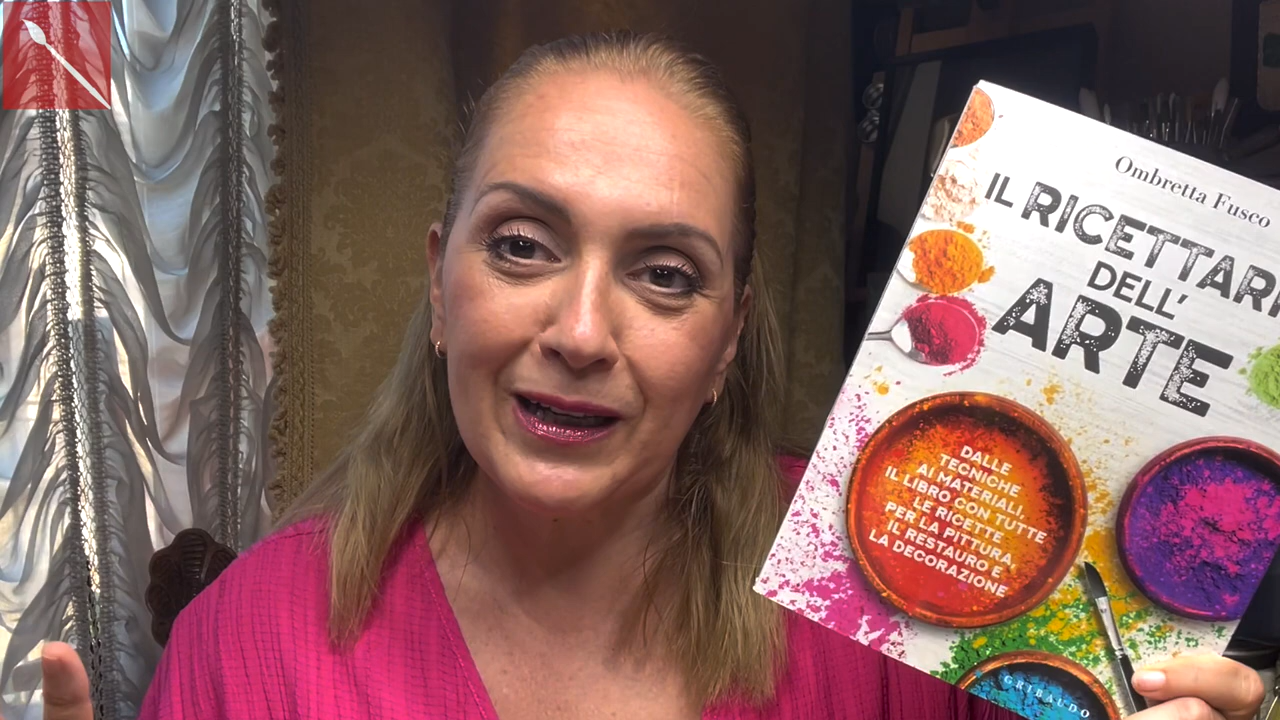 Ombretta Fusco
IL RICETTARI
DELL'
ARTE
DALLE
TECNICHE
AI MATERIALI,
IL LIBRO CON TUTTE
LE RICETTE
PER LA PITTURA,
IL RESTAURO E
LA DECORAZIONE
GRIBAUDO